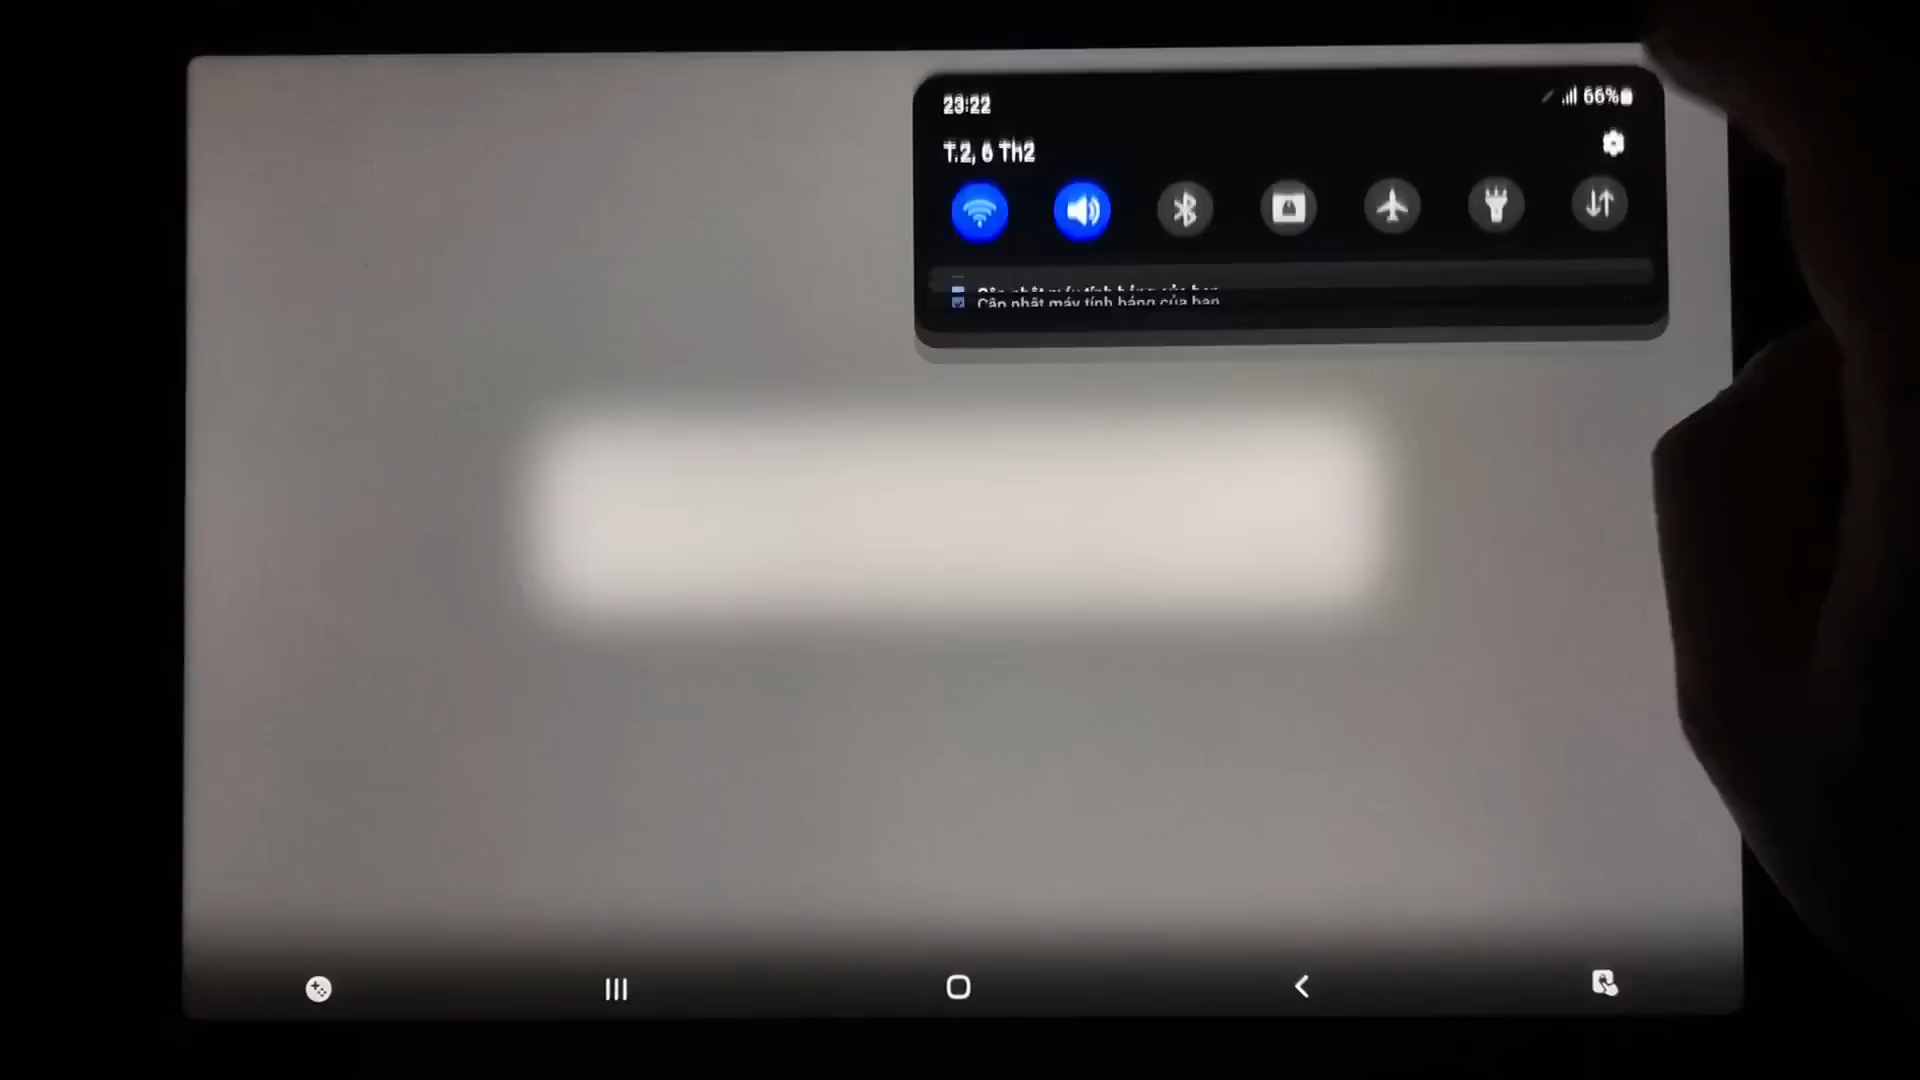 23:22
66%
T.2, 6 Th2
Cập nhật máy tính bảng của bạn